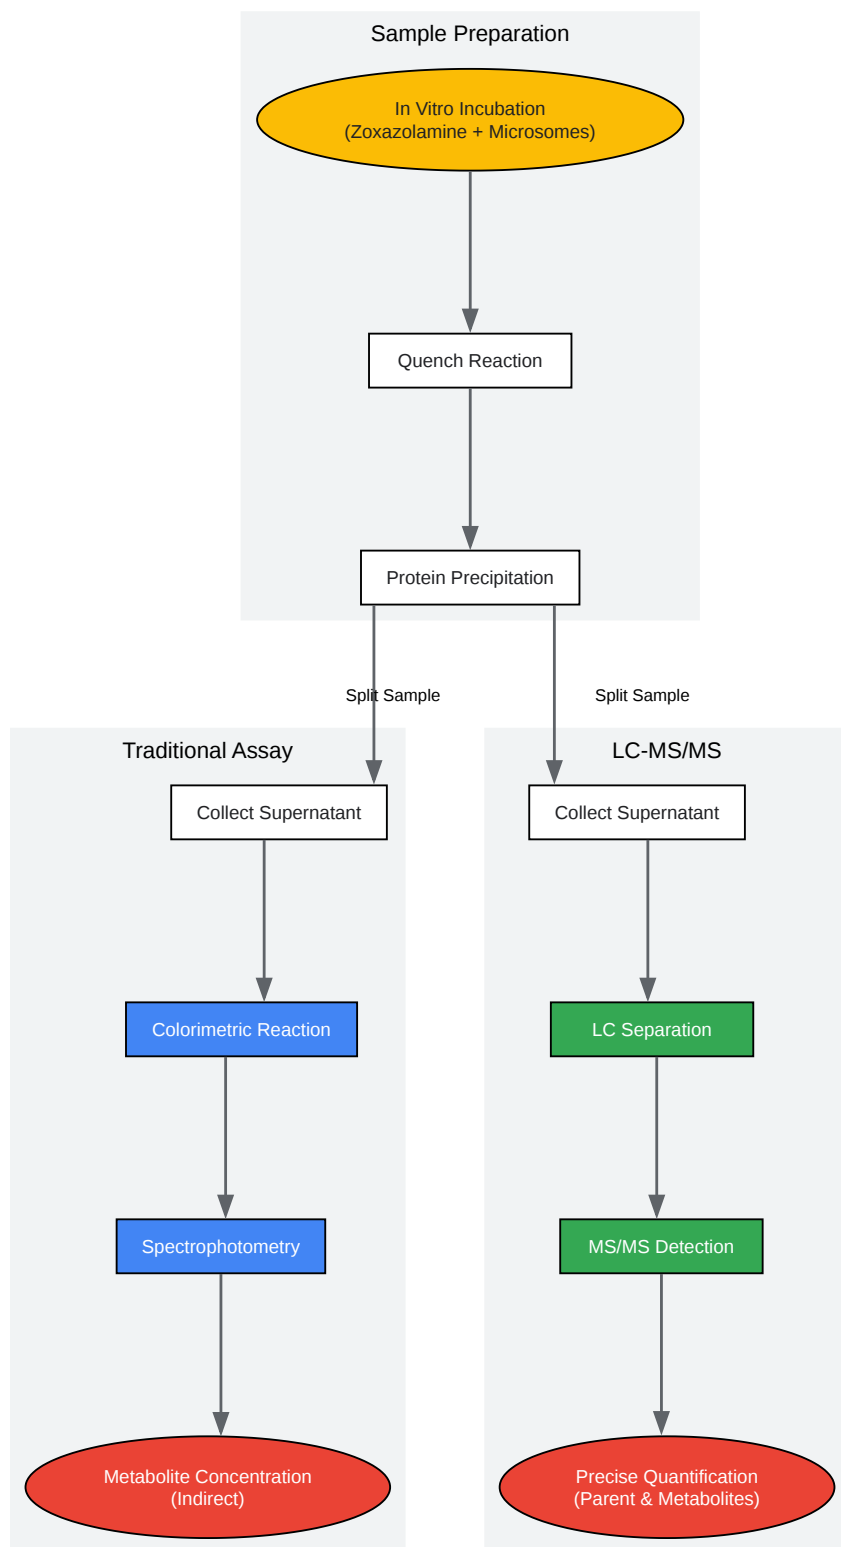 Sample Preparation
In Vitro Incubation
(Zoxazolamine + Microsomes)
Quench Reaction
Protein Precipitation
Split Sample
Split Sample
Traditional Assay
Collect Supernatant
Colorimetric Reaction
Spectrophotometry
Metabolite Concentration
(Indirect)
LC-MS/MS
Collect Supernatant
LC Separation
MS/MS Detection
Precise Quantification
(Parent & Metabolites)